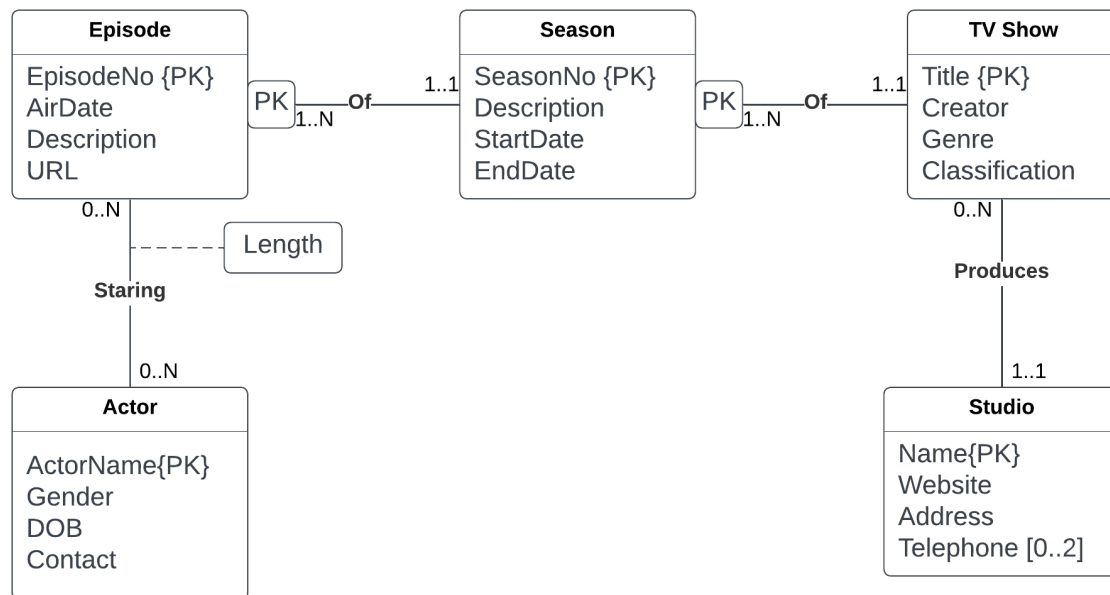 Episode
EpisodeNo {PK}
AirDate
Description
URL
PK
1..N
Of
1..1
Season
SeasonNo {PK}
Description
StartDate
EndDate
PK
1..N
Of
1..1
TV Show
Title {PK}
Creator
Genre
Classification
0..N
Length
Staring
0..N
0..N
Produces
1..1
Actor
ActorName{PK}
Gender
DOB
Contact
Studio
Name{PK}
Website
Address
Telephone [0..2]